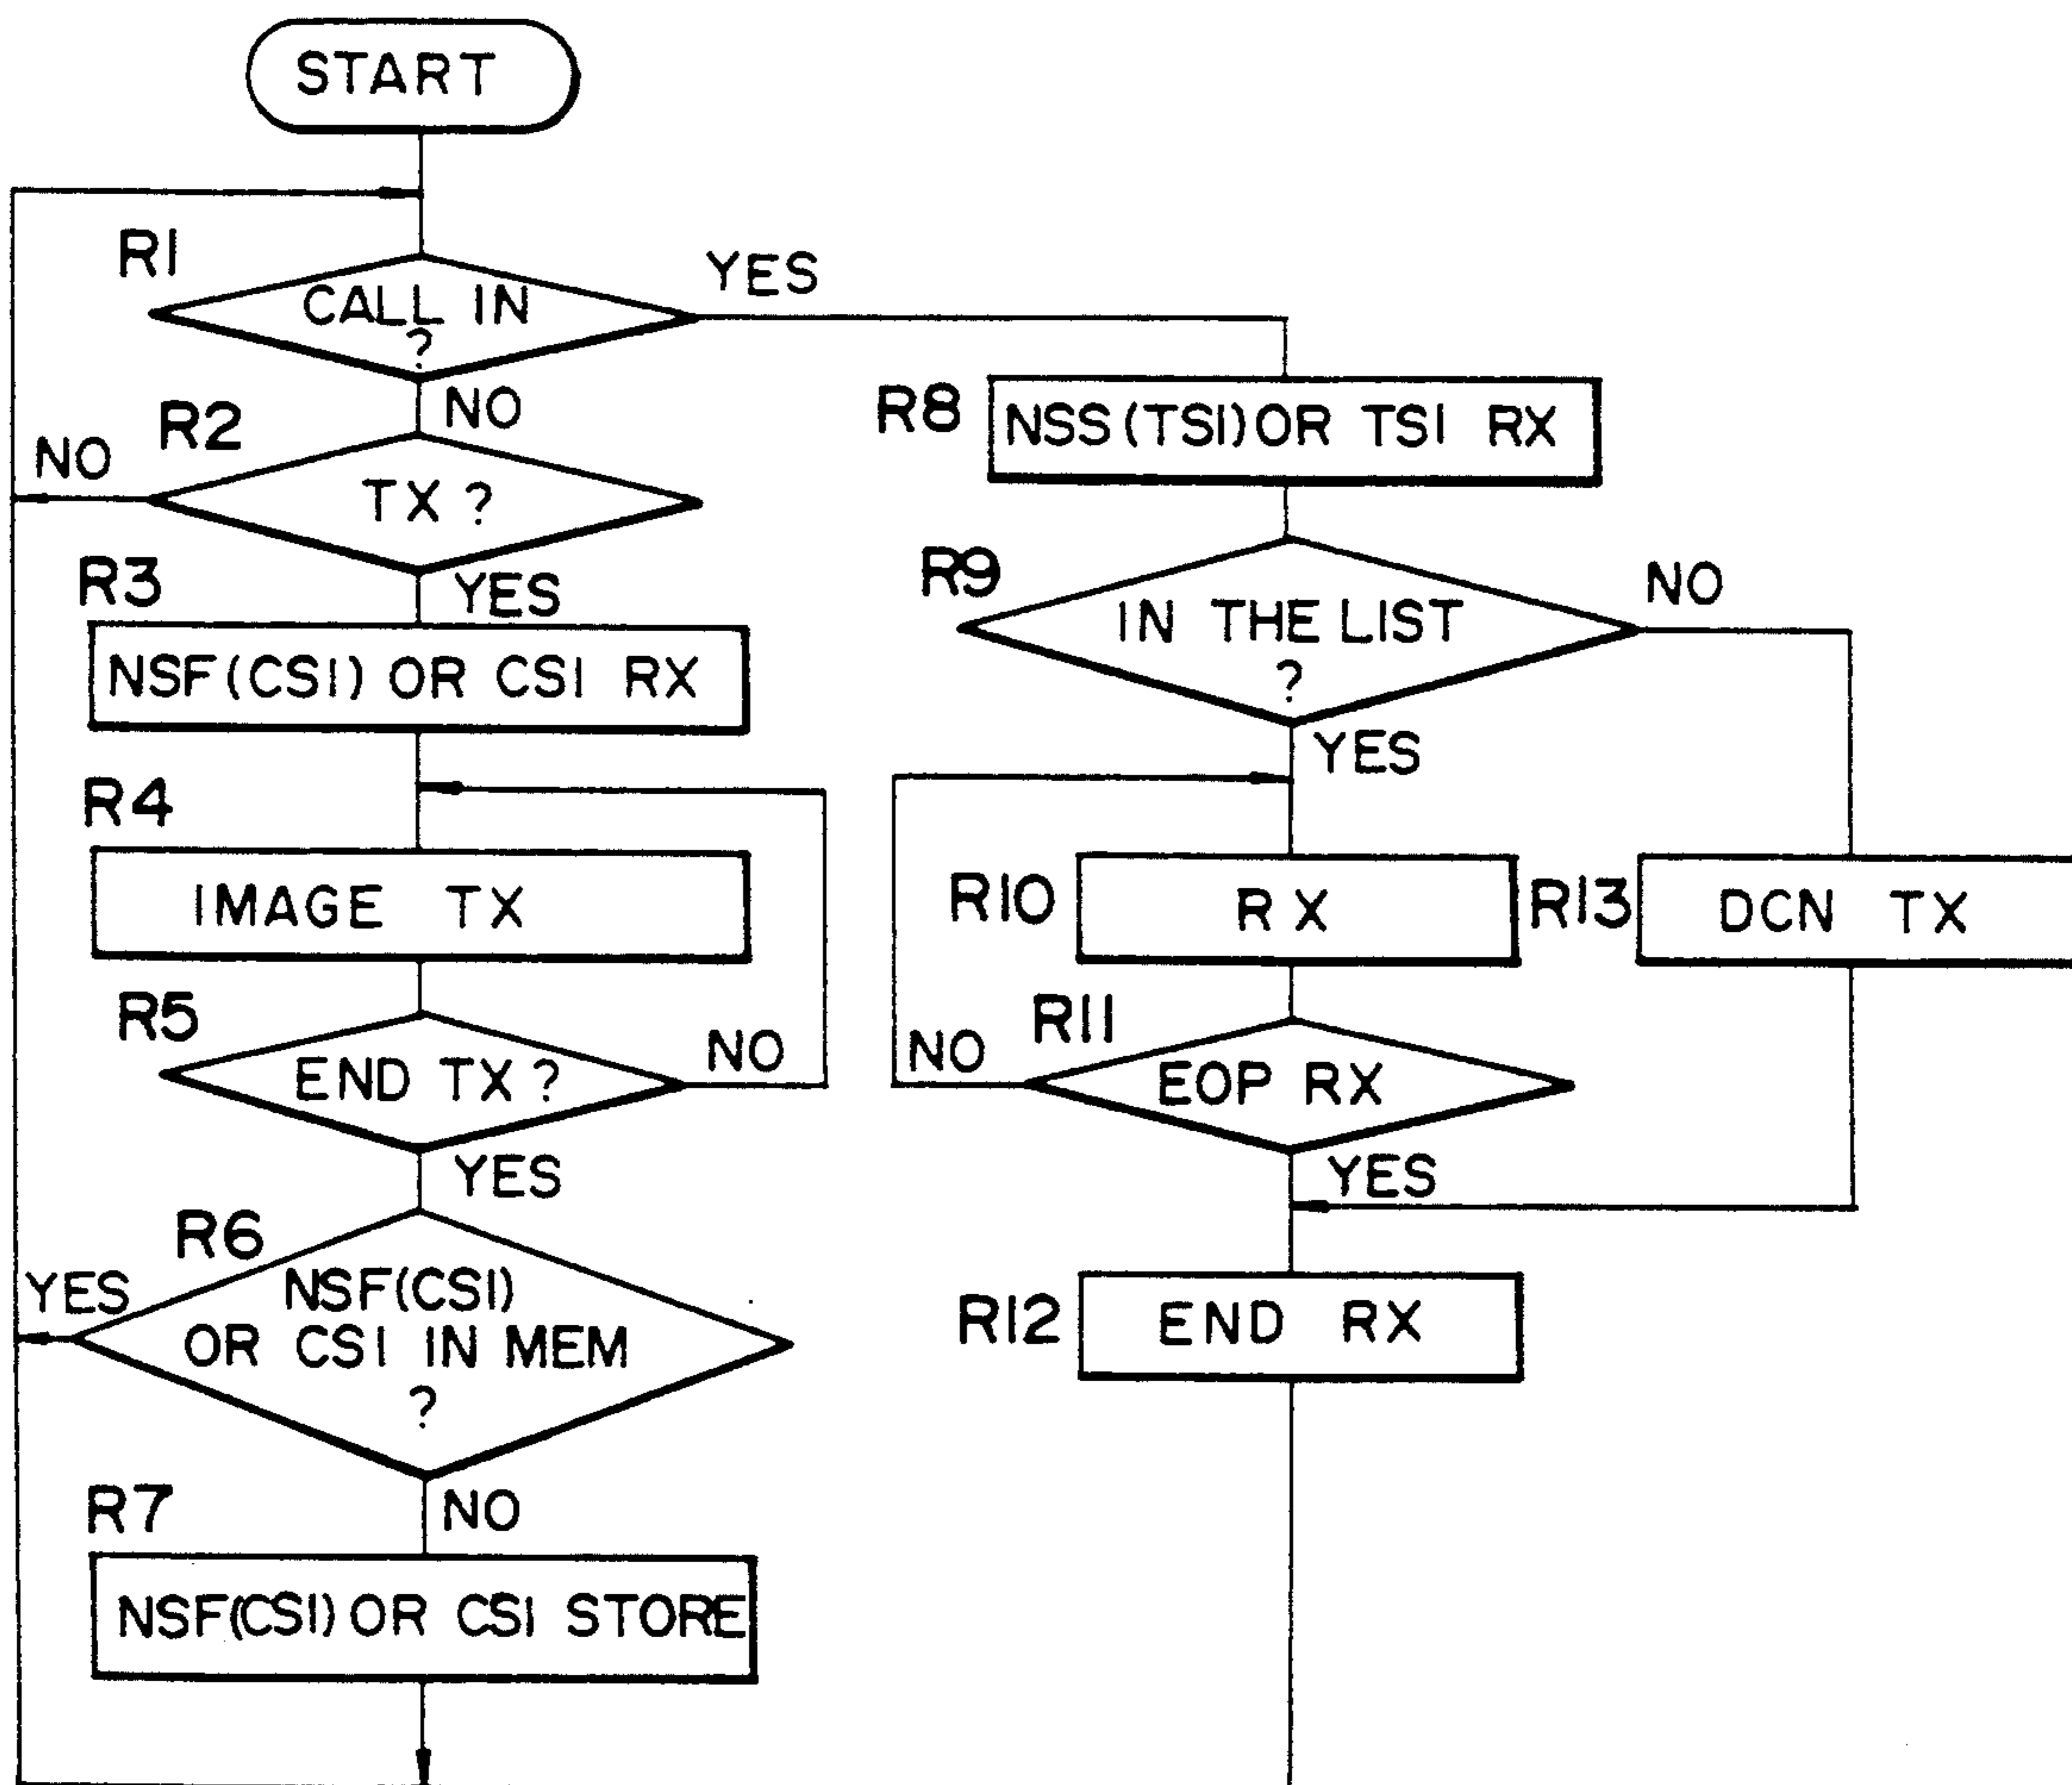 START
R1
CALL IN
?
YES
NO
R2
TX ?
NO
YES
R3
NSF(CSI) OR CSI RX
R4
IMAGE TX
R5
END TX ?
NO
YES
R6
NSF(CSI)
OR CSI IN MEM
?
YES
NO
R7
NSF(CSI) OR CSI STORE
R8
NSS(TSI) OR TSI RX
R9
IN THE LIST
?
NO
YES
R10
RX
R11
EOP RX
NO
YES
R12
END RX
R13
DCN TX